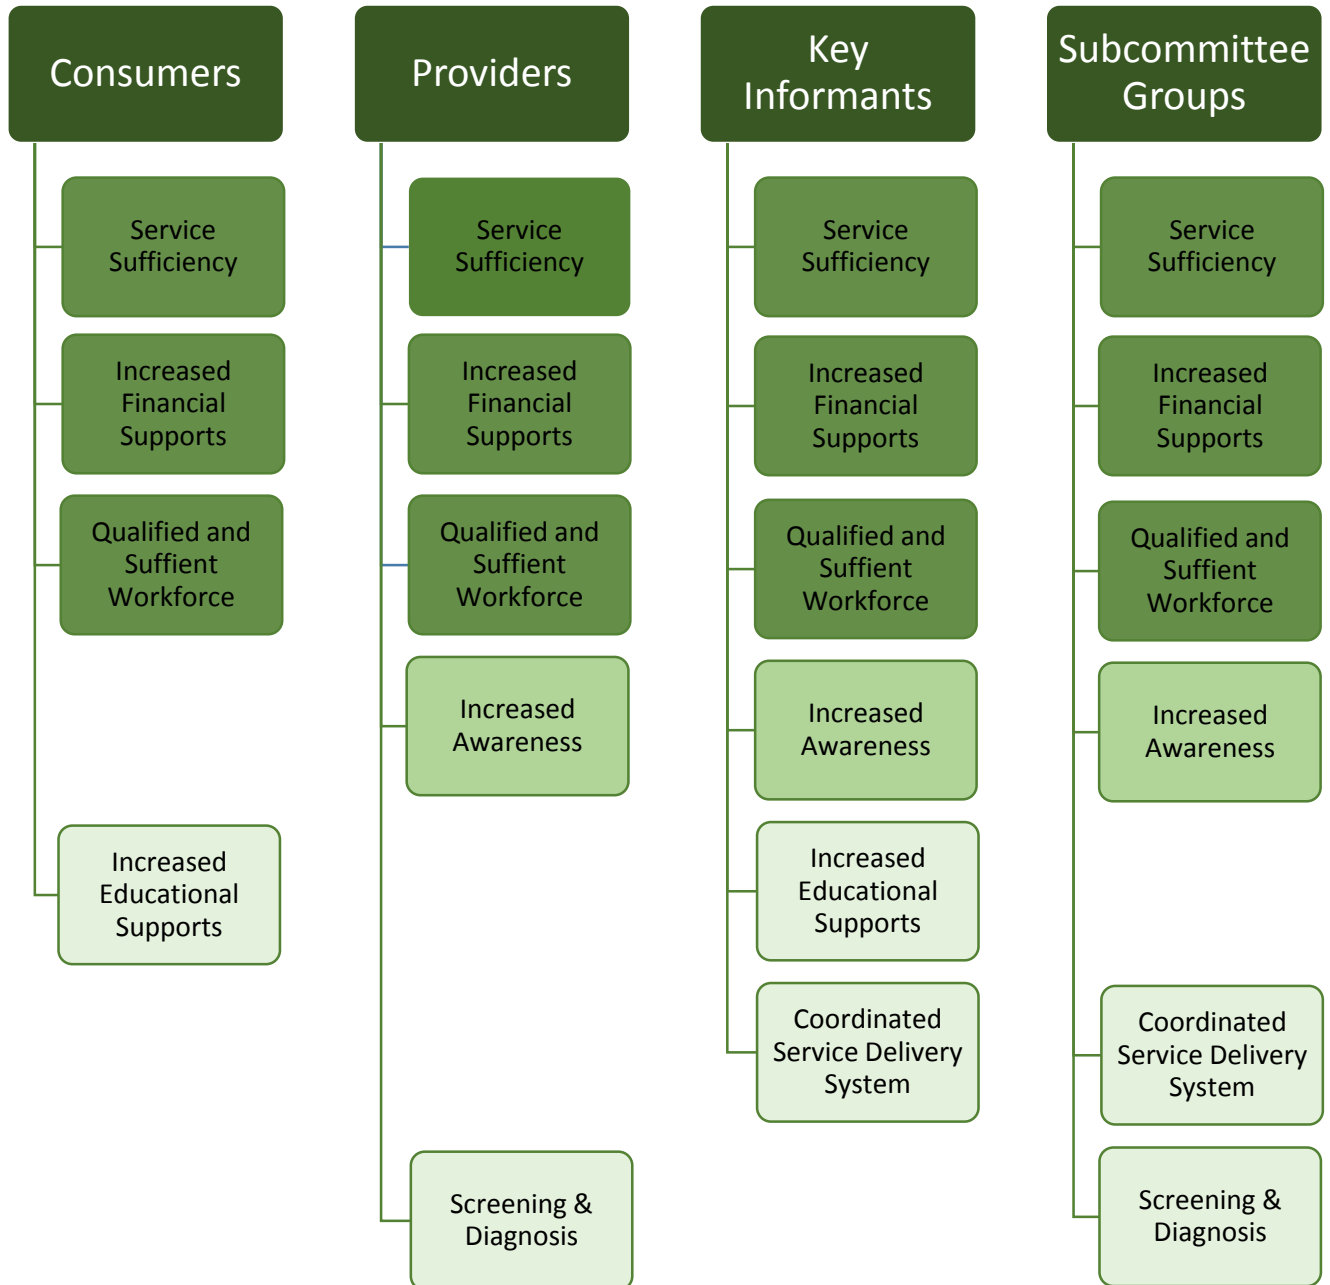 Consumers
Service
Sufficiency
Increased
Financial
Supports
Qualified and
Suffient
Workforce
Increased
Educational
Supports
Providers
Service
Sufficiency
Increased
Financial
Supports
Qualified and
Suffient
Workforce
Increased
Awareness
Screening &
Diagnosis
Key
Informants
Service
Sufficiency
Increased
Financial
Supports
Qualified and
Suffient
Workforce
Increased
Awareness
Increased
Educational
Supports
Coordinated
Service Delivery
System
Subcommittee
Groups
Service
Sufficiency
Increased
Financial
Supports
Qualified and
Suffient
Workforce
Increased
Awareness
Coordinated
Service Delivery
System
Screening &
Diagnosis